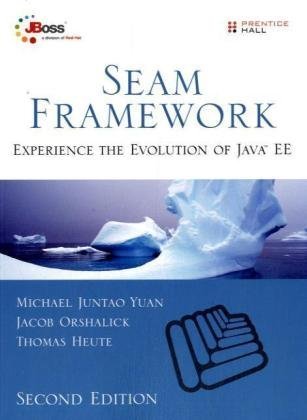 JBoss
a division of Red Hat
PRENTICE
HALL
SEAM
FRAMEWORK
EXPERIENCE THE EVOLUTION OF JAVA™ EE
MICHAEL JUNTAO YUAN
JACOB ORSHALICK
THOMAS HEUTE
SECOND EDITION